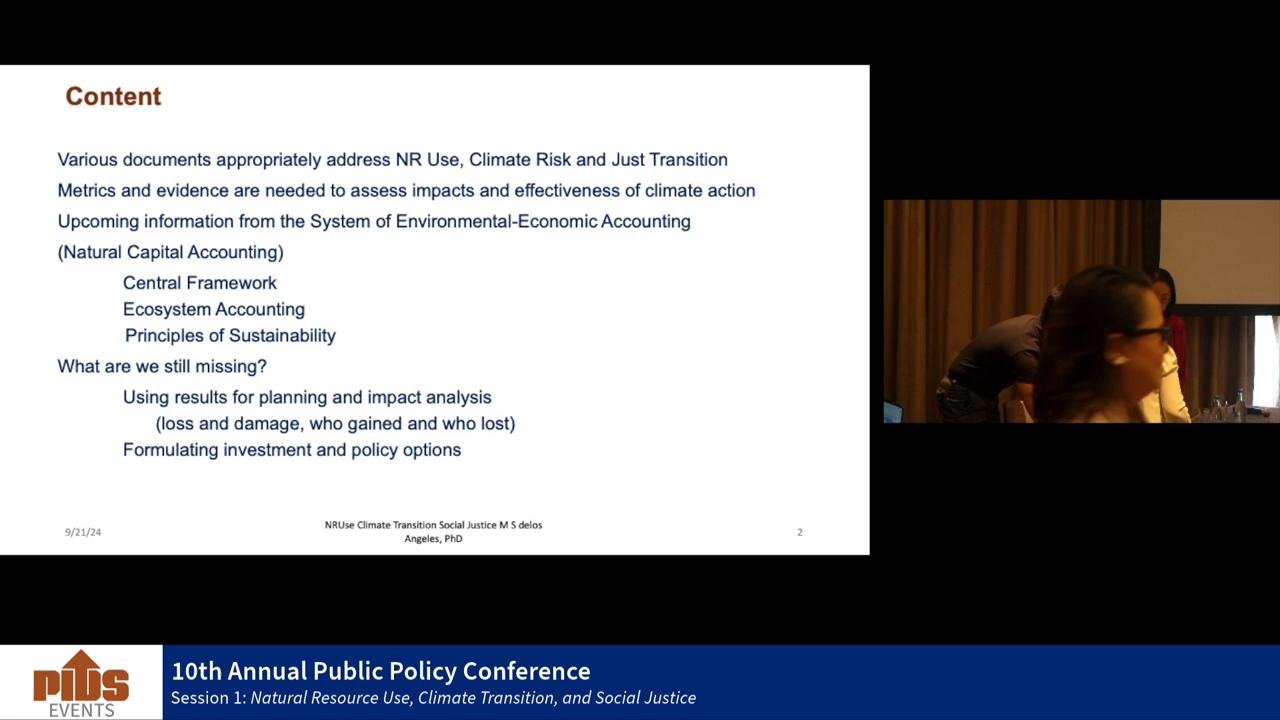 Content
Various documents appropriately address NR Use, Climate Risk and Just Transition
Metrics and evidence are needed to assess impacts and effectiveness of climate action
Upcoming information from the System of Environmental-Economic Accounting
(Natural Capital Accounting)
Central Framework
Ecosystem Accounting
Principles of Sustainability
What are we still missing?
Using results for planning and impact analysis
(loss and damage, who gained and who lost)
Formulating investment and policy options
9/21/24
NRUse Climate Transition Social Justice M S delos
Angeles, PhD
2
PIDS
EVENTS
10th Annual Public Policy Conference
Session 1: Natural Resource Use, Climate Transition, and Social Justice